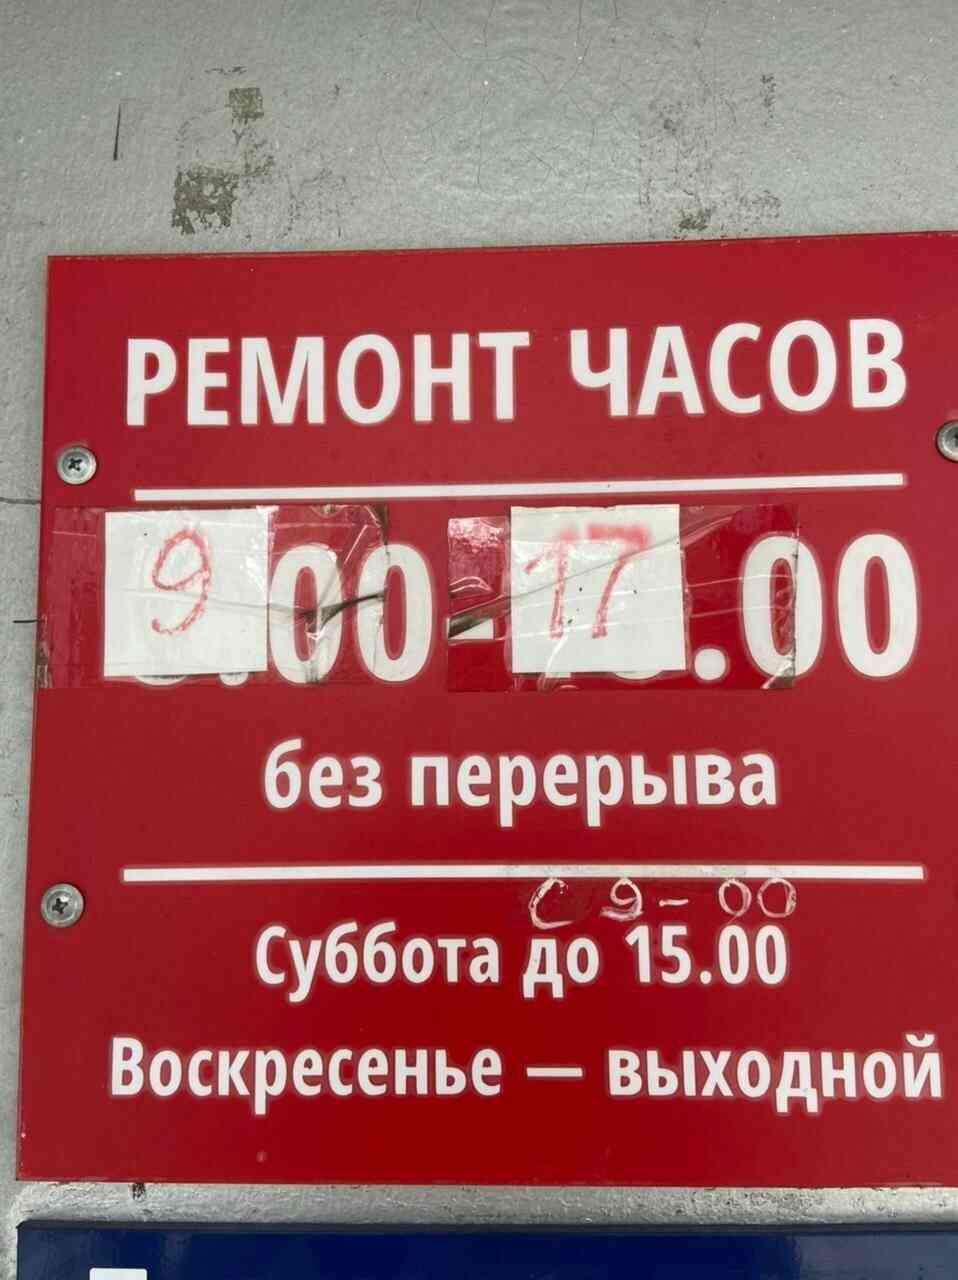 РЕМОНТ ЧАСОВ
9.00-17.00
без перерыва
С 9-00
Суббота до 15.00
Воскресенье — выходной